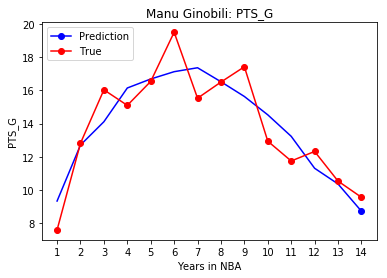 Manu Ginobili: PTS_G
Prediction
True
PTS_G
20
18
16
14
12
10
8
1 2 3 4 5 6 7 8 9 10 11 12 13 14
Years in NBA